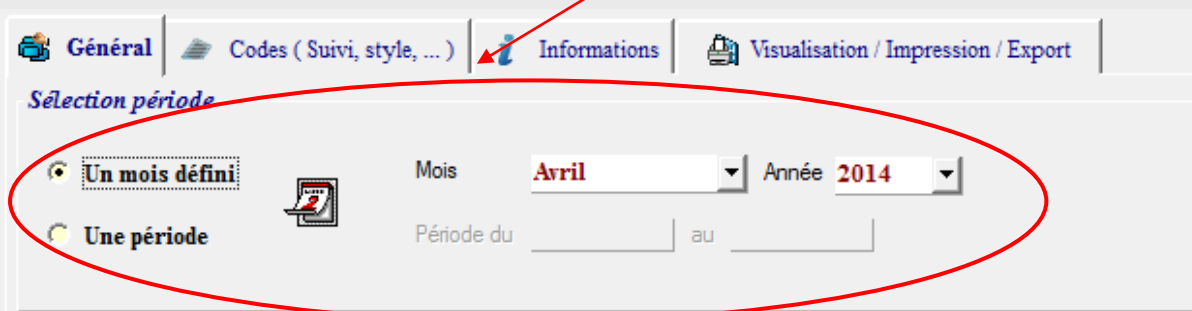 Général Codes ( Suivi, style, ... ) Informations Visualisation / Impression / Export
Sélection période
Un mois défini Mois Avril Année 2014
Une période Période du au